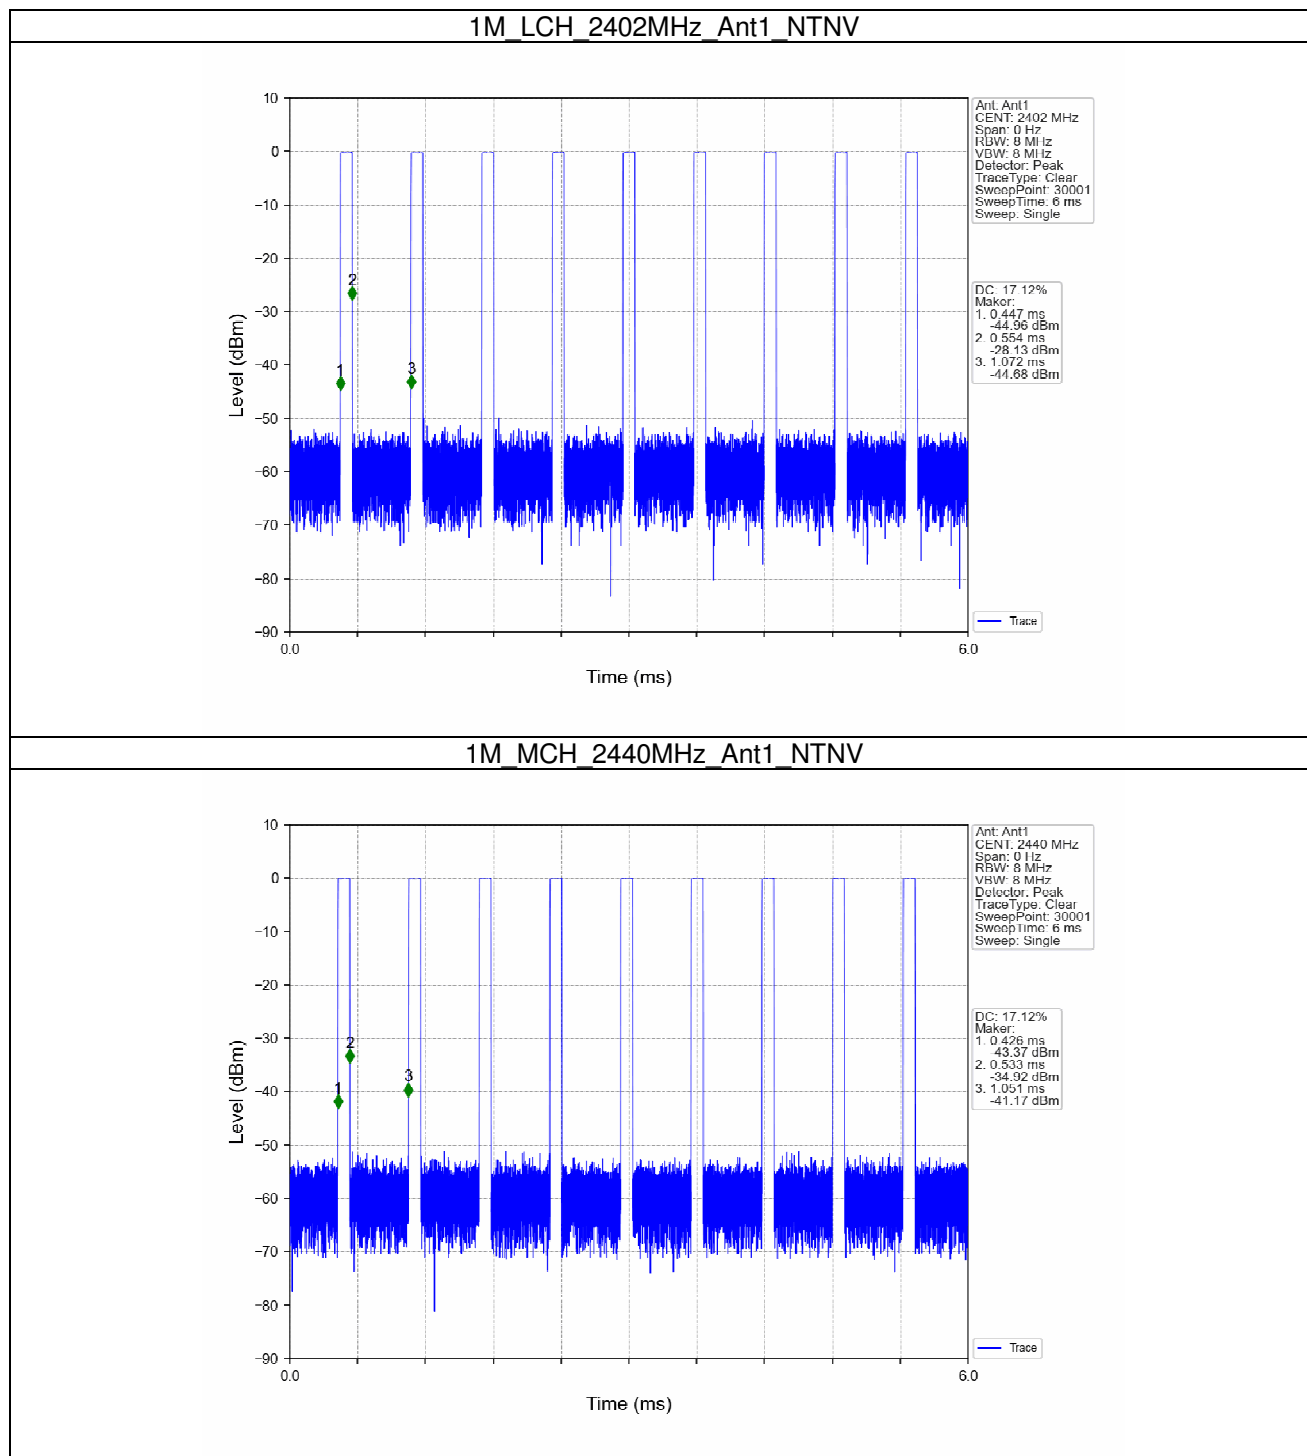 1M_LCH_2402MHz_Ant1_NTNV
10
0
−10
−20
−30
−40
−50
−60
−70
−80
−90
Level (dBm)
2
1
3
0.0
6.0
Time (ms)
Ant: Ant1
CENT: 2402 MHz
Span: 0 Hz
RBW: 8 MHz
VBW: 8 MHz
Detector: Peak
TraceType: Clear
SweepPoint: 30001
SweepTime: 6 ms
Sweep: Single
DC: 17.12%
Maker:
1. 0.447 ms
-44.96 dBm
2. 0.554 ms
-28.13 dBm
3. 1.072 ms
-44.68 dBm
Trace
1M_MCH_2440MHz_Ant1_NTNV
10
0
−10
−20
−30
−40
−50
−60
−70
−80
−90
Level (dBm)
2
1
3
0.0
6.0
Time (ms)
Ant: Ant1
CENT: 2440 MHz
Span: 0 Hz
RBW: 8 MHz
VBW: 8 MHz
Detector: Peak
TraceType: Clear
SweepPoint: 30001
SweepTime: 6 ms
Sweep: Single
DC: 17.12%
Maker:
1. 0.426 ms
-43.37 dBm
2. 0.533 ms
-34.92 dBm
3. 1.051 ms
-41.17 dBm
Trace